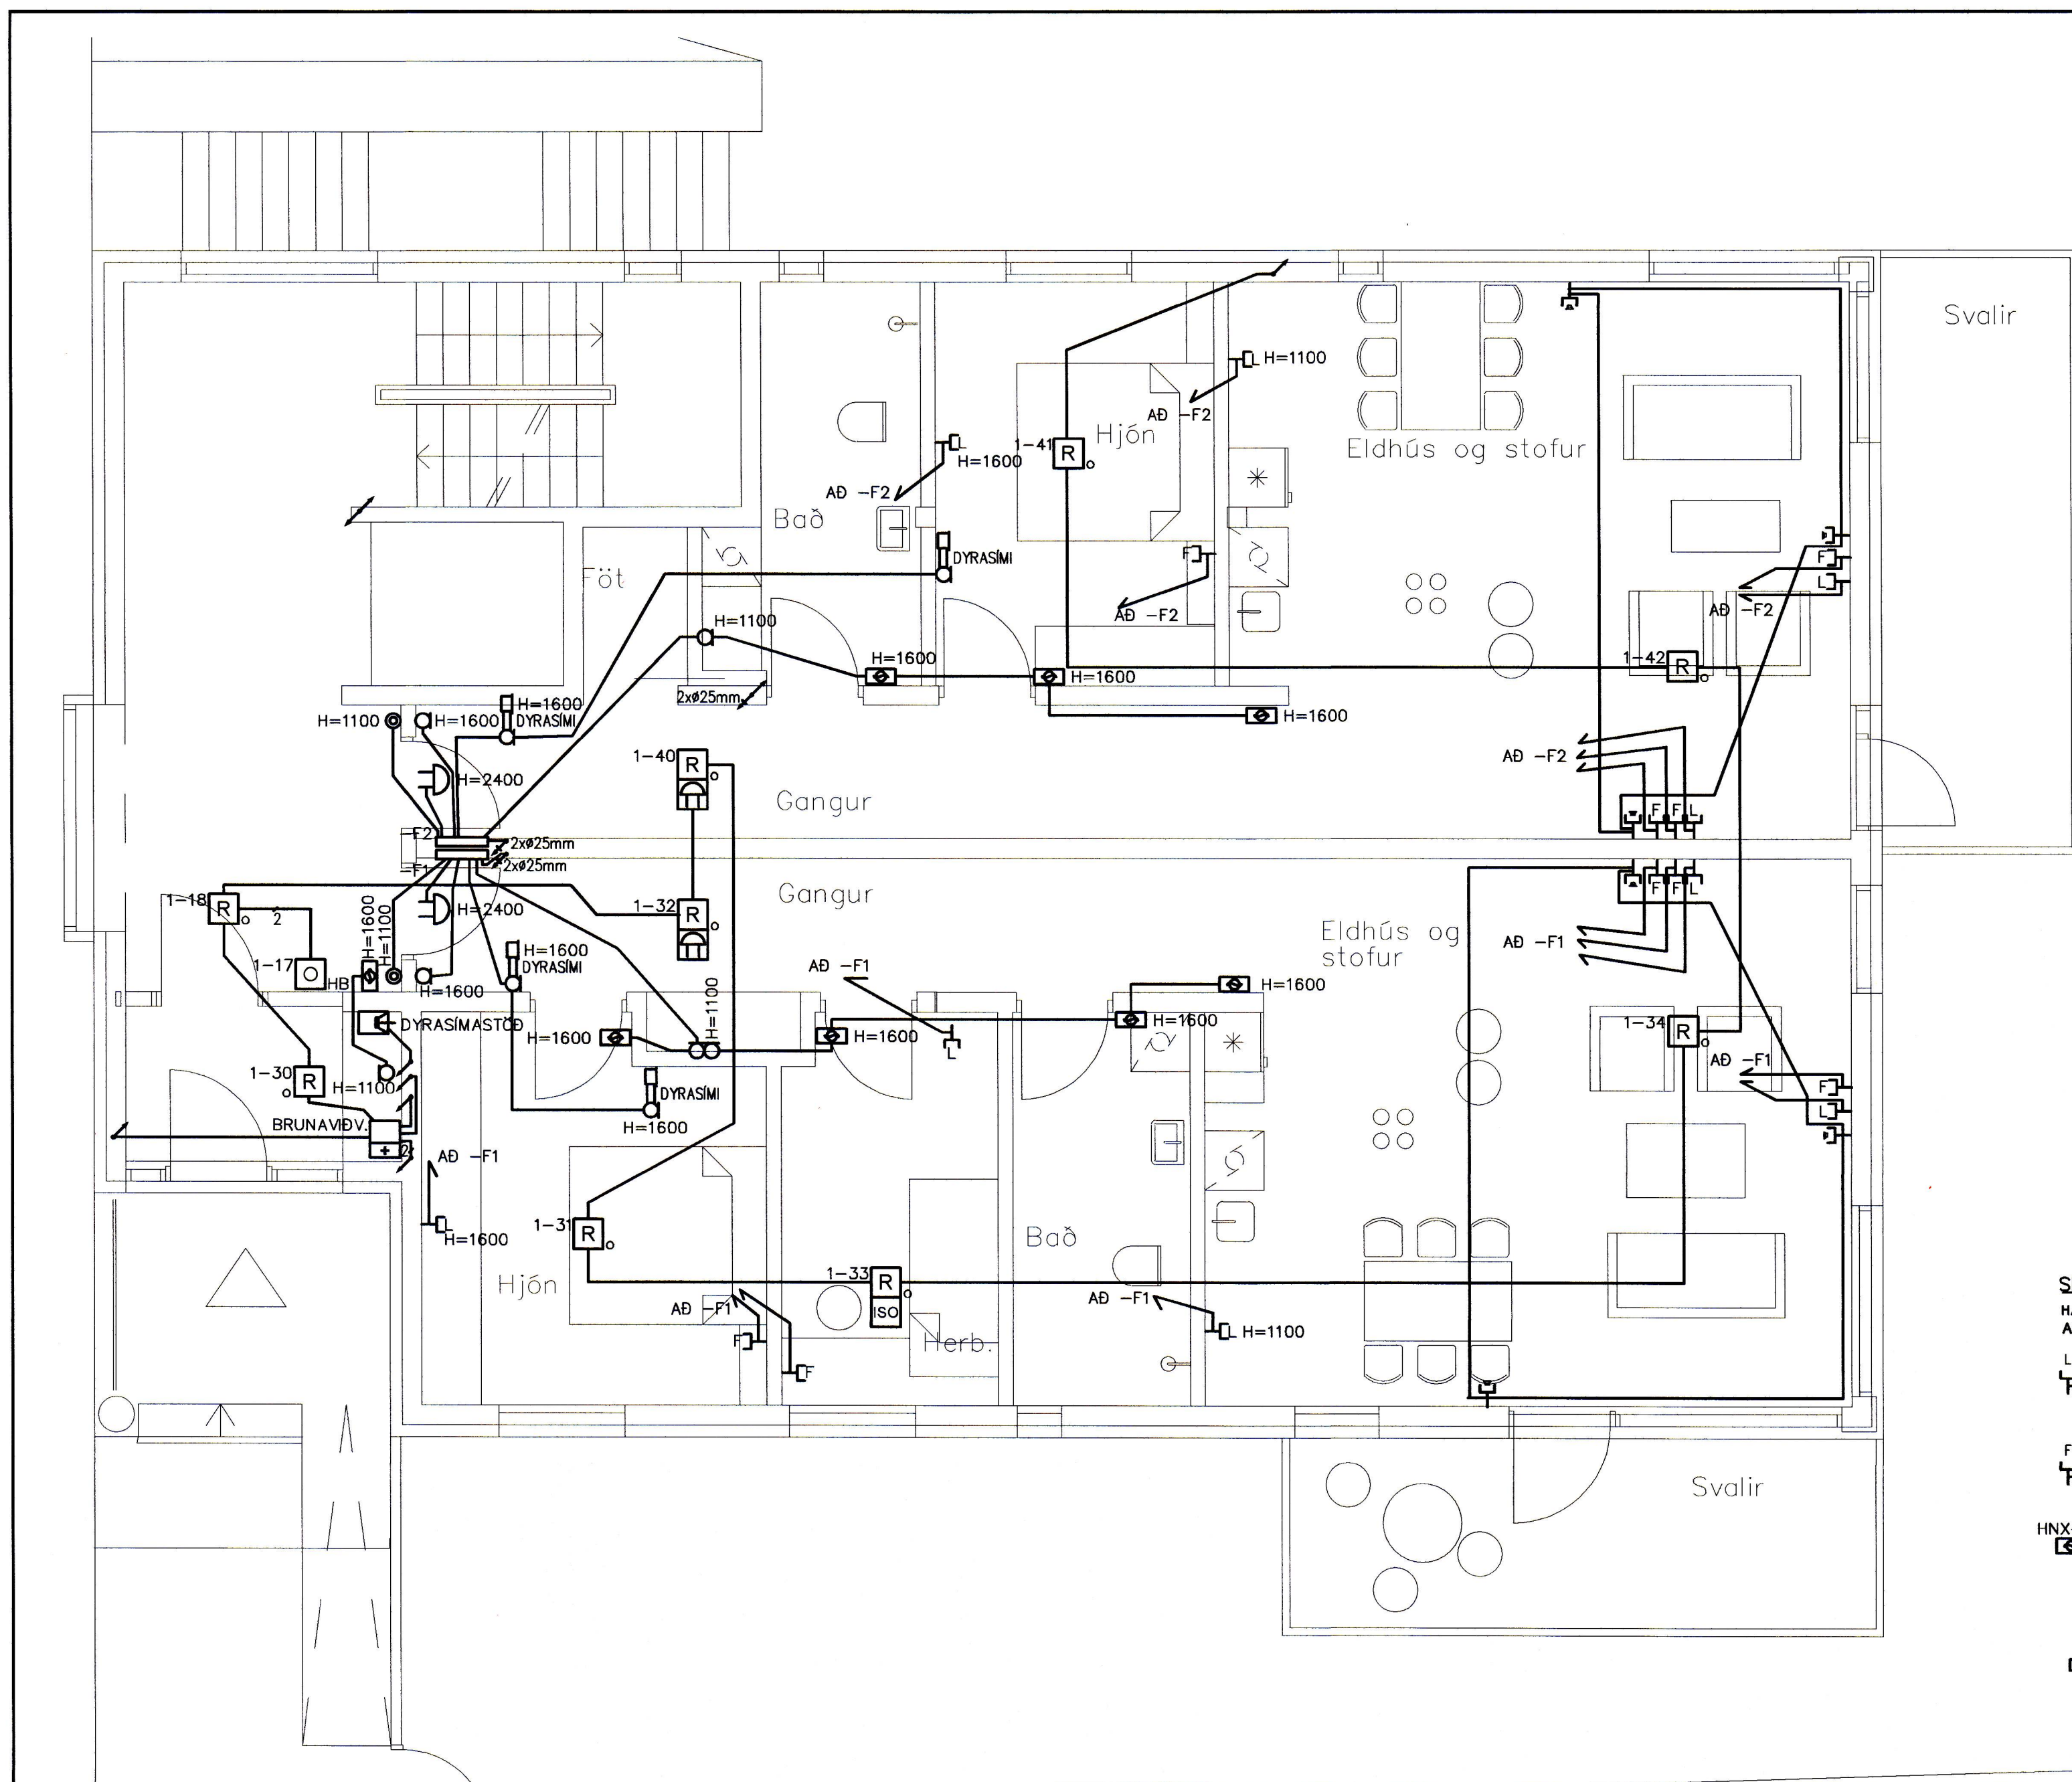 Svalir
H=1100
AÐ -F2
Hjón
1-41
R
Eldhús og stofur
L
H=1600
AÐ -F2
Bað
DYRASÍMI
F
AÐ -F2
Föt
H=1100
F
L
AÐ -F2
1-42
R
H=1600
H=1600
H=1600
2xø25mm
H=1600
DYRASÍMI
H=1100
H=1600
H=2400
1-40
R
Gangur
AÐ -F2
F F L
-F2
2xø25mm
-F1
2xø25mm
Gangur
F F L
1-18
R
2
H=1600
H=1100
H=2400
1-32
R
Eldhús og
stofur
AÐ -F1
1-17
HB
H=1600
H=1600
DYRASÍMI
AÐ -F1
H=1600
H=1100
L
H=1600
H=1600
H=1600
DYRASÍMASTÖÐ
1-34
R
AÐ -F1
F
L
1-30
R
H=1100
DYRASÍMI
H=1600
BRUNAVIÐV.
+
2
AÐ -F1
L
H=1600
1-31
R
Hjón
1-33
R
ISO
AÐ -F1
F
F
Herb.
Bað
AÐ -F1
L H=1100
Svalir
S
H
A
L
F
HNX